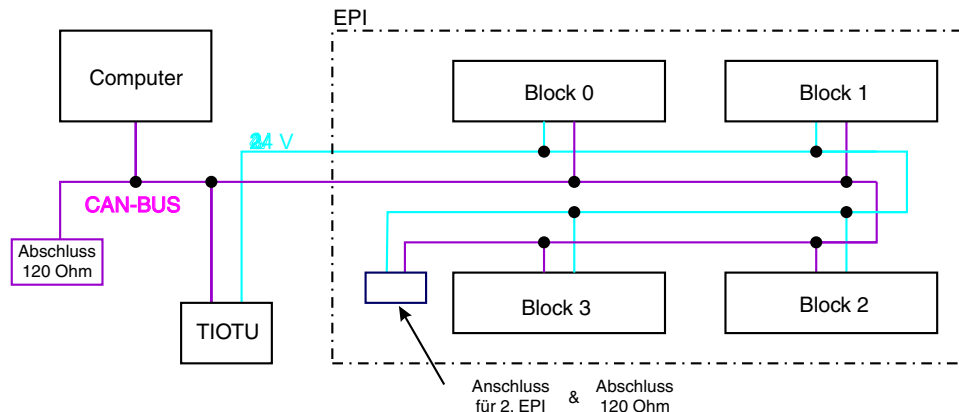 EPI
Computer
Block 0
Block 1
24 V
CAN-BUS
Abschluss
120 Ohm
TIOTU
Block 3
Block 2
Anschluss
für 2. EPI
&
Abschluss
120 Ohm